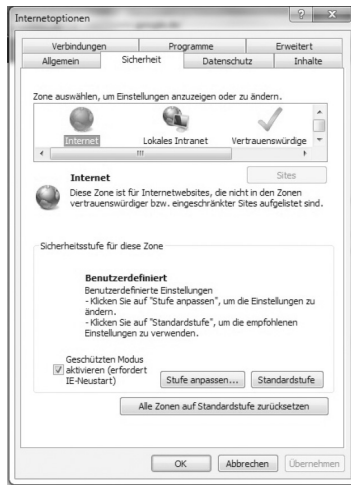 Internetoptionen
Verbindungen Programme Erweitert
Allgemein Sicherheit Datenschutz Inhalte
Zone auswählen, um Einstellungen anzuzeigen oder zu ändern.
Internet Lokales Intranet Vertrauenswürdige
Internet Sites
Diese Zone ist für Internetwebsites, die nicht in den Zonen
vertrauenswürdiger bzw. eingeschränkter Sites aufgelistet sind.
Sicherheitsstufe für diese Zone
Benutzerdefiniert
Benutzerdefinierte Einstellungen
- Klicken Sie auf "Stufe anpassen", um die Einstellungen zu
ändern.
- Klicken Sie auf "Standardstufe", um die empfohlenen
Einstellungen zu verwenden.
Geschützten Modus
aktivieren (erfordert
IE-Neustart) Stufe anpassen... Standardstufe
Alle Zonen auf Standardstufe zurücksetzen
OK Abbrechen Übernehmen